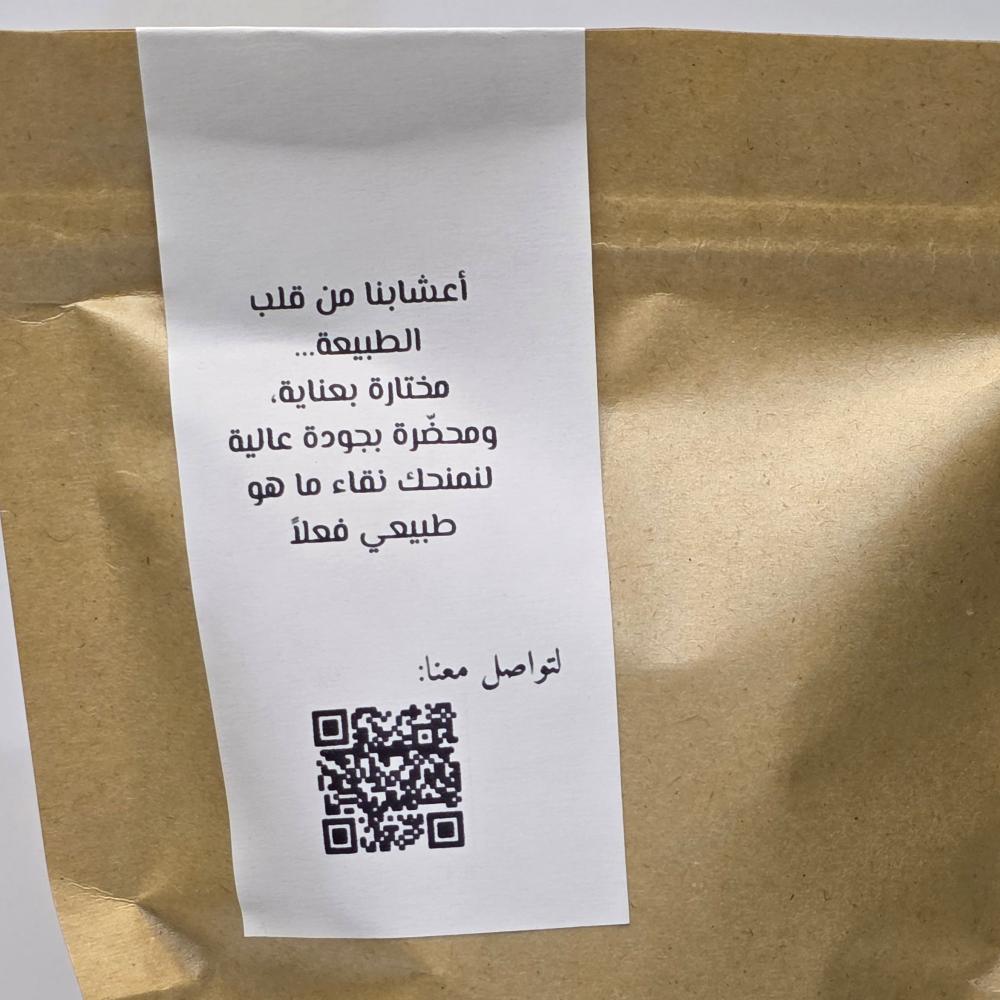 أعشابنا من قلب
الطبيعة...
مختارة بعناية،
ومحضّرة بجودة عالية
لنمنحك نقاء ما هو
طبيعي فعلاً
لتواصل معنا: